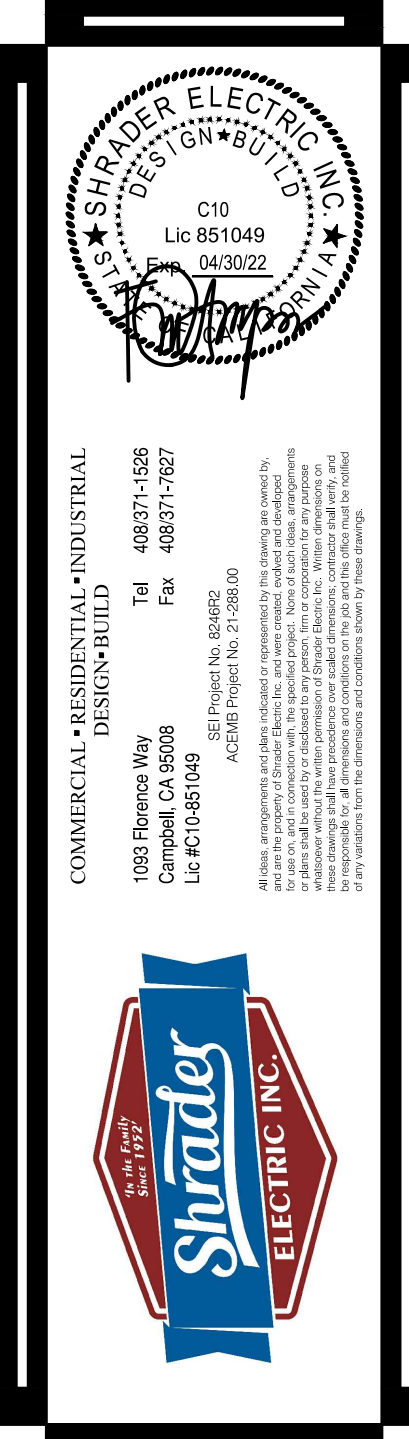 SHRADER ELECTRIC INC.
DESIGN★BUILD
C10
Lic 851049
Exp. 04/30/22
STATE OF CALIFORNIA
COMMERCIAL ▪ RESIDENTIAL ▪ INDUSTRIAL
DESIGN ▪ BUILD
1093 Florence Way Tel 408/371-1526
Campbell, CA 95008 Fax 408/371-7627
Lic #C10-851049
SEI Project No. 8246R2
ACEMB Project No. 21-288.00
All ideas, arrangements and plans indicated or represented by this drawing are owned by,
and are the property of Shrader Electric Inc. and were created, evolved and developed
for use on, and in connection with, the specified project. None of such ideas, arrangements
or plans shall be used by or disclosed to any person, firm or corporation for any purpose
whatsoever without the written permission of Shrader Electric Inc. Written dimensions on
these drawings shall have precedence over scaled dimensions; contractor shall verify, and
be responsible for, all dimensions and conditions on the job and this office must be notified
of any variations from the dimensions and conditions shown by these drawings.
'IN THE FAMILY
SINCE 1952'
Shrader
ELECTRIC INC.